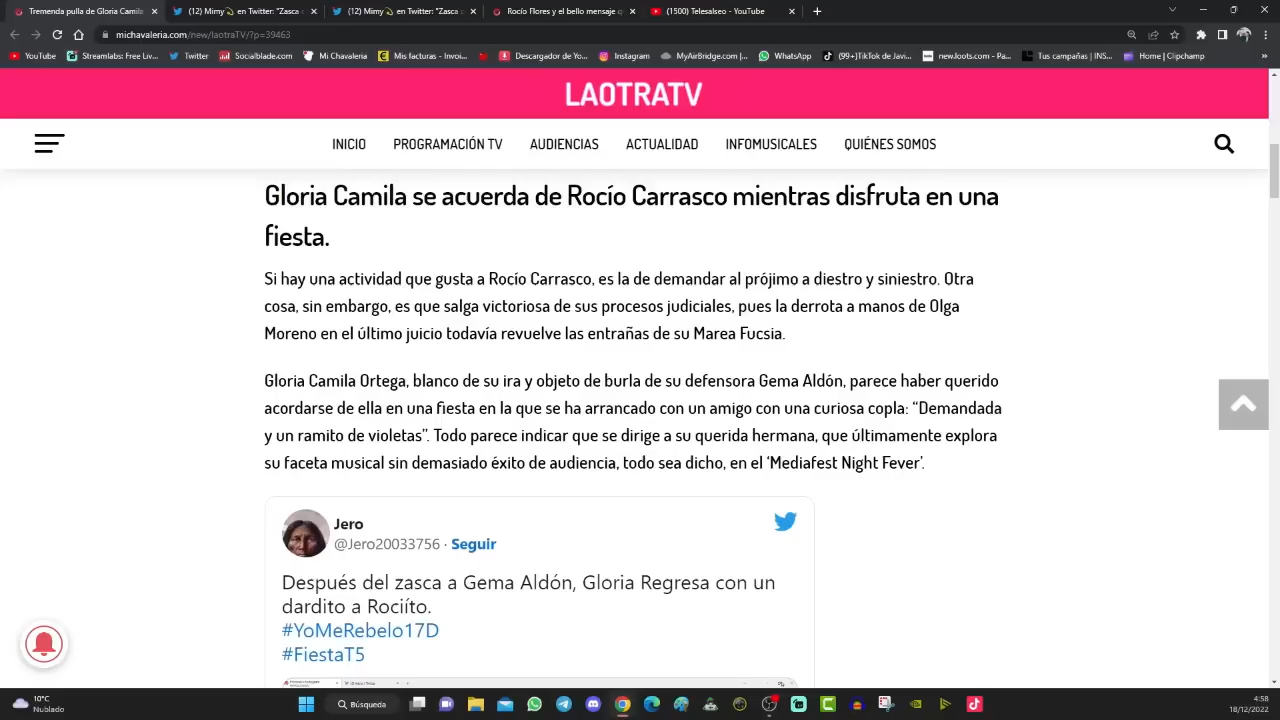 Tremenda pulla de Gloria Camila
(12) Mimy🐚 en Twitter: "Zasca c
(12) Mimy🐚 en Twitter: "Zasca c
Rocío Flores y el bello mensaje q
(1500) Talselseo - YouTube
michavaleria.com/new/laotraTV/?p=39463
YouTube
Streamlabs: Free Liv...
Twitter
Socialblade.com
Mi Chavaleria
Mis facturas – Invoi...
Descargador de You...
Instagram
MyAirBridge.com |...
WhatsApp
(99+)TikTok de Javi...
newJoots.com - Pa...
Tus campañas | INS...
Home | Clipchamp
LAOTRATV
INICIO
PROGRAMACIÓN TV
AUDIENCIAS
ACTUALIDAD
INFOMUSICALES
QUIÉNES SOMOS
Gloria Camila se acuerda de Rocío Carrasco mientras disfruta en una
fiesta.
Si hay una actividad que gusta a Rocío Carrasco, es la de demandar al prójimo a diestro y siniestro. Otra
cosa, sin embargo, es que salga victoriosa de sus procesos judiciales, pues la derrota a manos de Olga
Moreno en el último juicio todavía revuelve las entrañas de su Marea Fucsia.
Gloria Camila Ortega, blanco de su ira y objeto de burla de su defensora Gema Aldón, parece haber querido
acordarse de ella en una fiesta en la que se ha arrancado con un amigo con una curiosa copla: “Demandada
y un ramito de violetas”. Todo parece indicar que se dirige a su querida hermana, que últimamente explora
su faceta musical sin demasiado éxito de audiencia, todo sea dicho, en el ‘Mediafest Night Fever’.
Jero
@Jero20033756 · Seguir
Después del zasca a Gema Aldón, Gloria Regresa con un
dardito a Rociíto.
#YoMeRebelo17D
#FiestaT5
10°C
Nublado
Búsqueda
4:58
18/12/2022